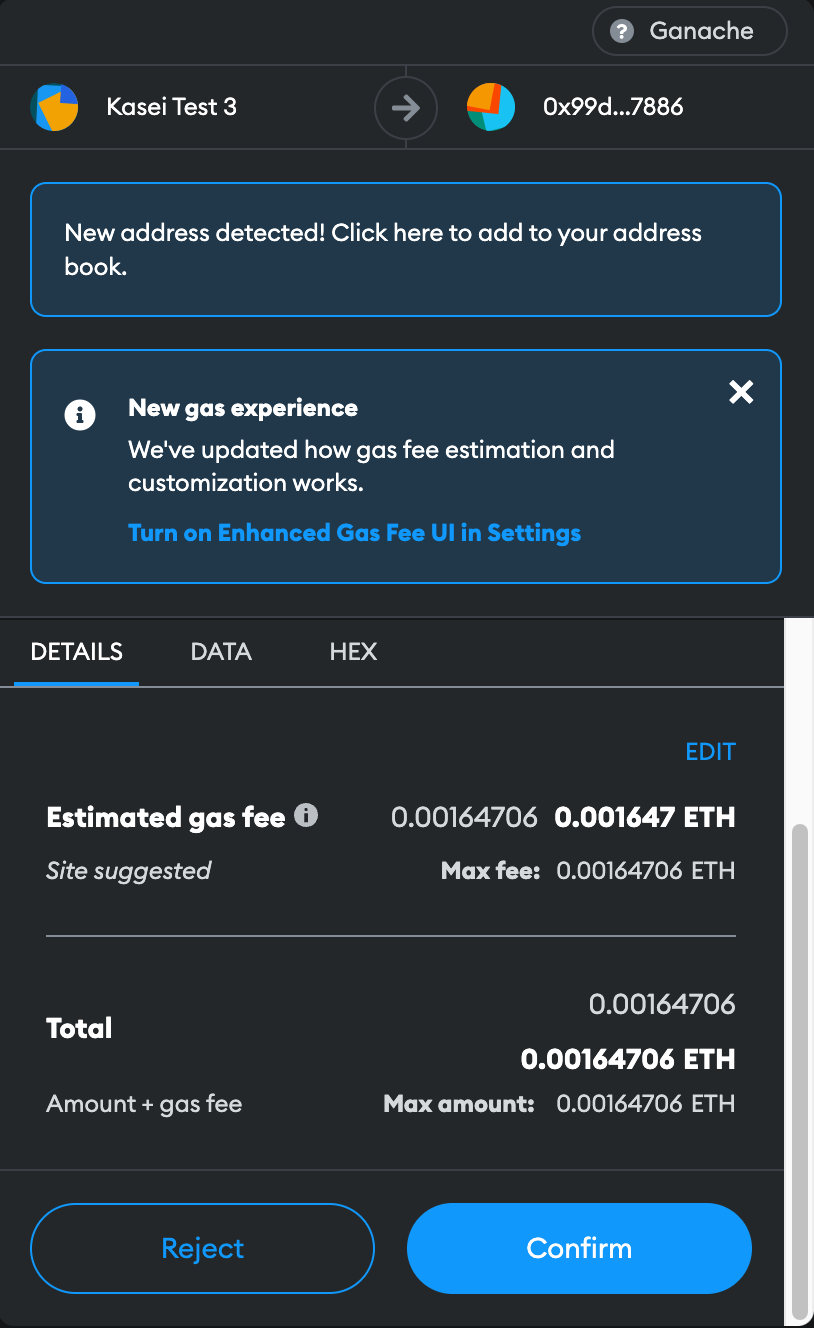 ? Ganache
Kasei Test 3
0x99d...7886
New address detected! Click here to add to your address
book.
New gas experience
We've updated how gas fee estimation and
customization works.
Turn on Enhanced Gas Fee UI in Settings
DETAILS DATA HEX
EDIT
Estimated gas fee 0.00164706 0.001647 ETH
Site suggested Max fee: 0.00164706 ETH
0.00164706
Total
0.00164706 ETH
Amount + gas fee Max amount: 0.00164706 ETH
Reject Confirm